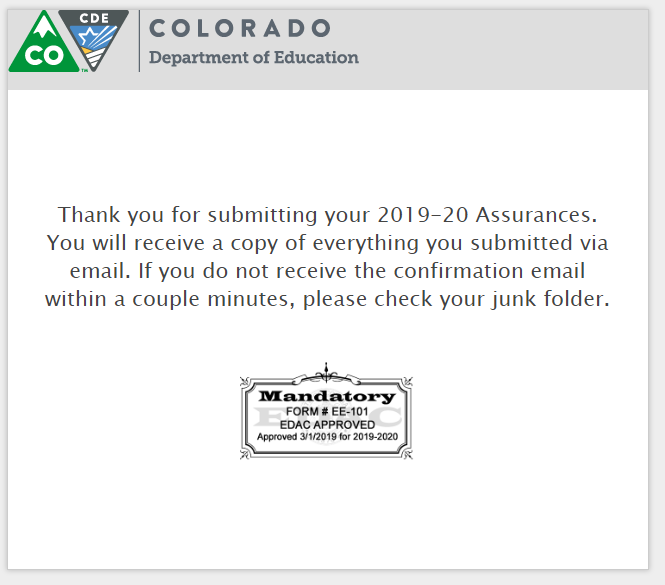 CDE
CO
TM
COLORADO
Department of Education
Thank you for submitting your 2019-20 Assurances.
You will receive a copy of everything you submitted via
email. If you do not receive the confirmation email
within a couple minutes, please check your junk folder.
Mandatory
FORM # EE-101
EDAC APPROVED
Approved 3/1/2019 for 2019-2020
EDAC